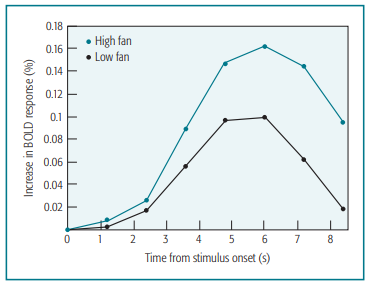 0.18
0.16
0.14
0.12
0.1
0.08
0.06
0.04
0.02
Increase in BOLD response (%)
High fan
Low fan
0 1 2 3 4 5 6 7 8
Time from stimulus onset (s)